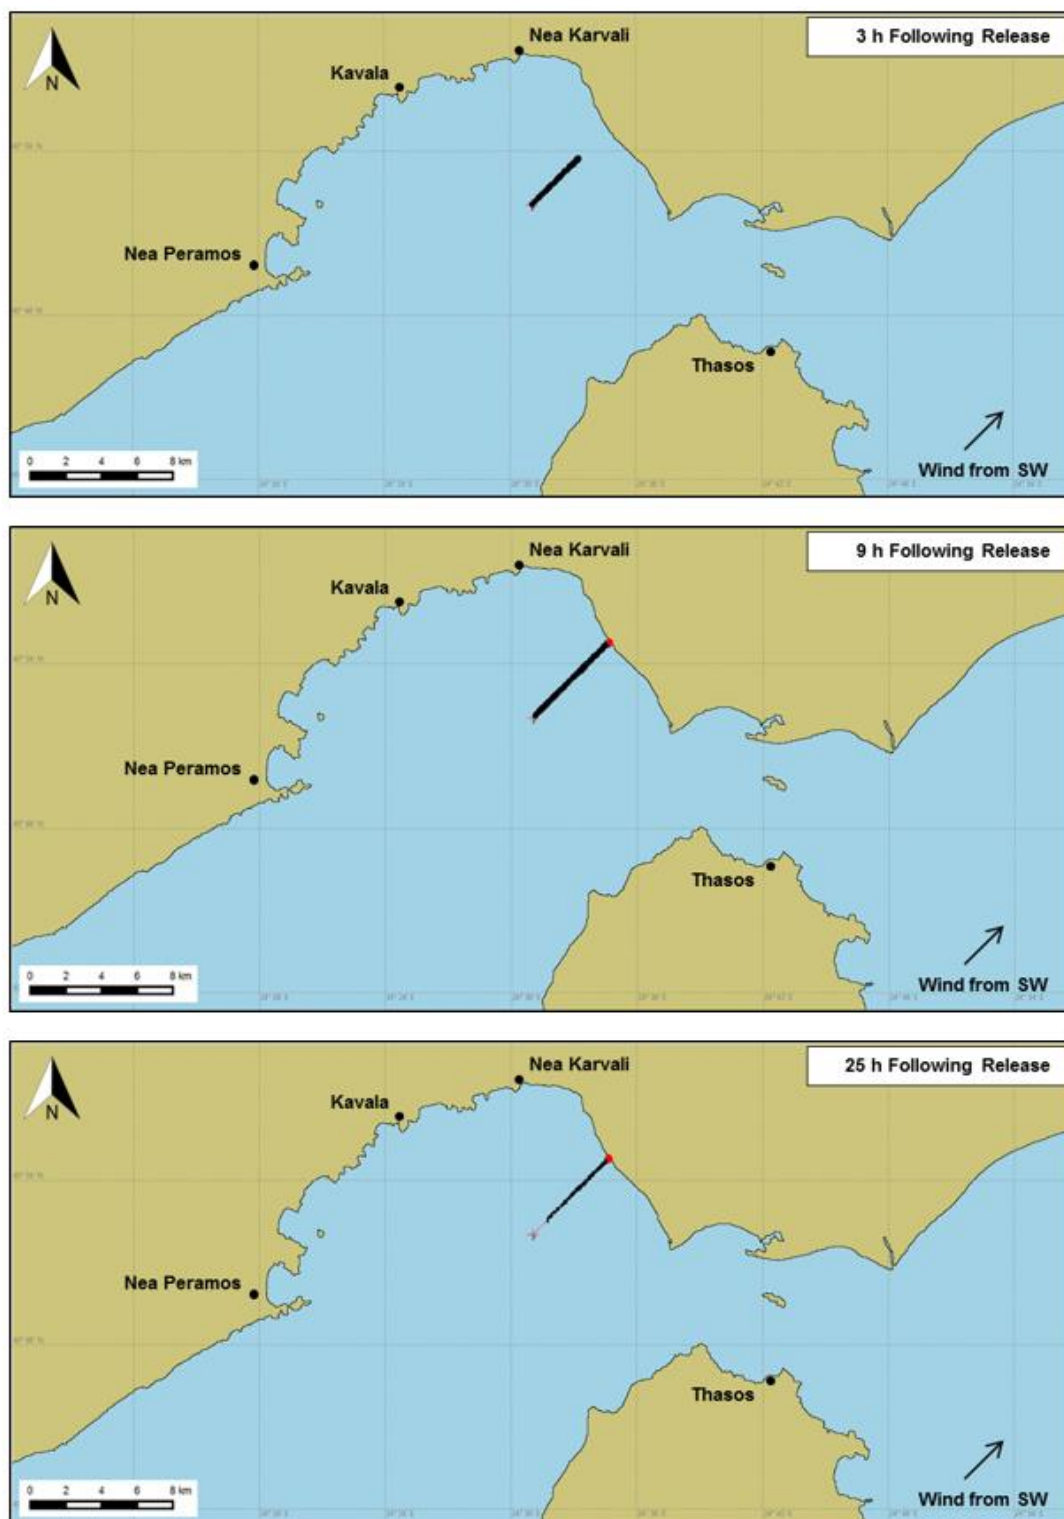 3 h Following Release
Nea Karvali
Kavala
N
Nea Peramos
Thasos
0 2 4 6 8 km
Wind from SW
9 h Following Release
Nea Karvali
Kavala
N
Nea Peramos
Thasos
0 2 4 6 8 km
Wind from SW
25 h Following Release
Nea Karvali
Kavala
N
Nea Peramos
Thasos
0 2 4 6 8 km
Wind from SW